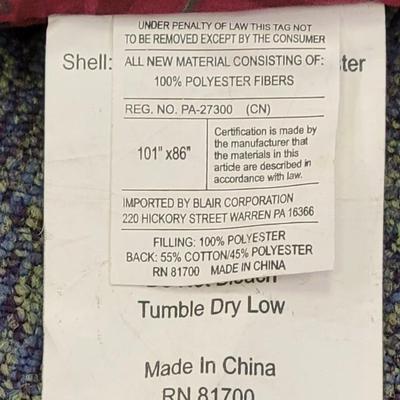 UNDER PENALTY OF LAW THIS TAG NOT
TO BE REMOVED EXCEPT BY THE CONSUMER
Shell:
ALL NEW MATERIAL CONSISTING OF:
100% POLYESTER FIBERS
REG. NO. PA-27300 (CN)
101" x86"
Certification is made by
the manufacturer that
the materials in this
article are described in
accordance with law.
IMPORTED BY BLAIR CORPORATION
220 HICKORY STREET WARREN PA 16366
FILLING: 100% POLYESTER
BACK: 55% COTTON/45% POLYESTER
RN 81700 MADE IN CHINA
Tumble Dry Low
Made In China
RN 81700